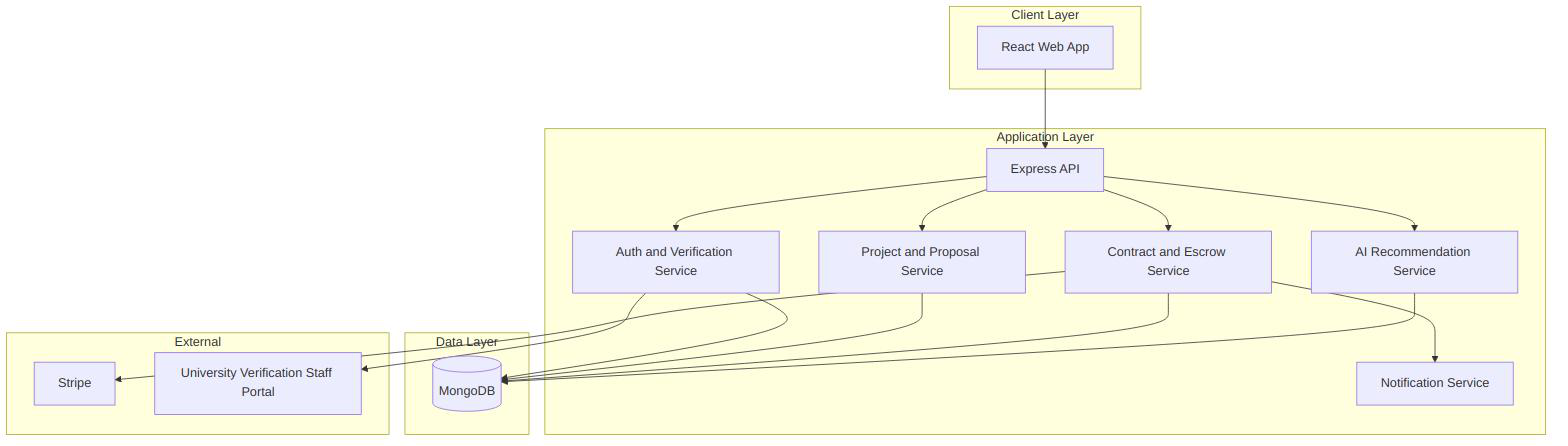 Client Layer
React Web App
Application Layer
Express API
Auth and Verification
Service
Project and Proposal
Service
Contract and Escrow
Service
AI Recommendation
Service
External
Stripe
University Verification Staff
Portal
Data Layer
MongoDB
Notification Service